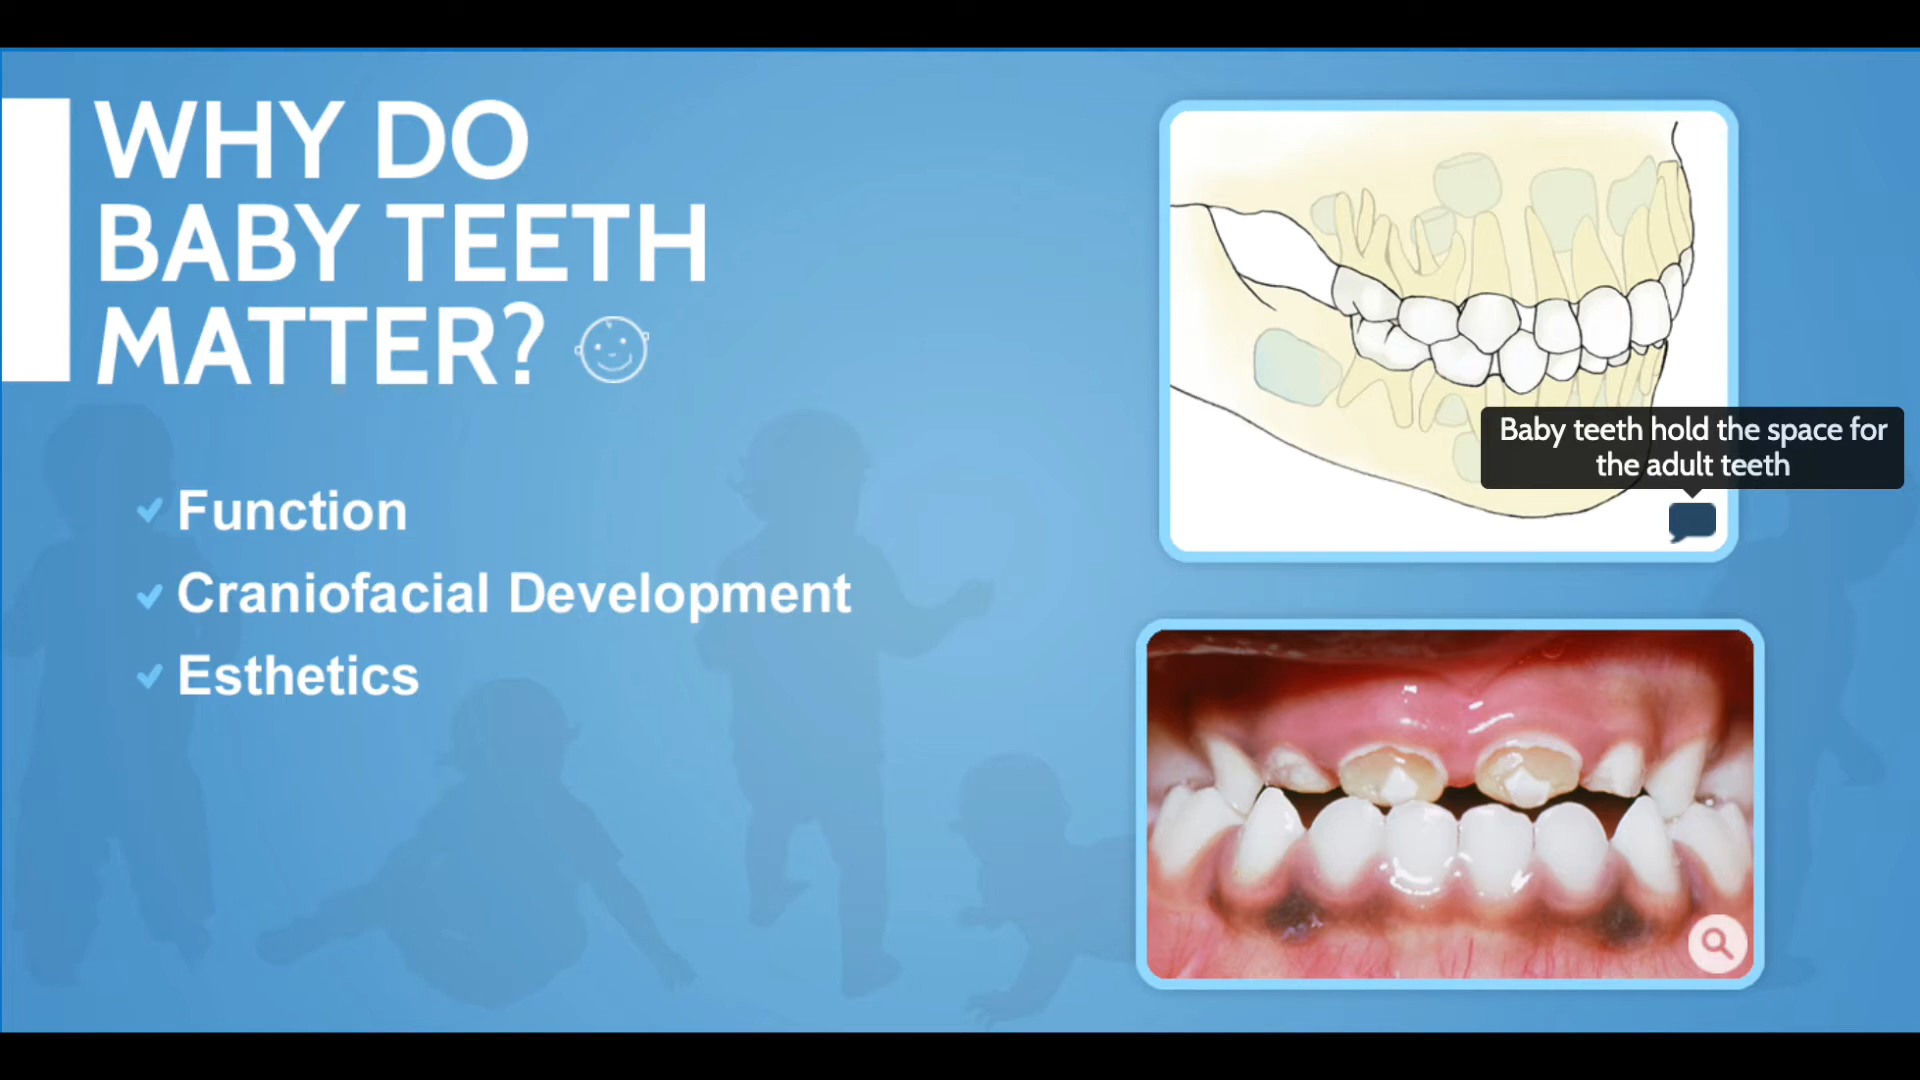 WHY DO
BABY TEETH
MATTER?
Function
Craniofacial Development
Esthetics
Baby teeth hold the space for
the adult teeth